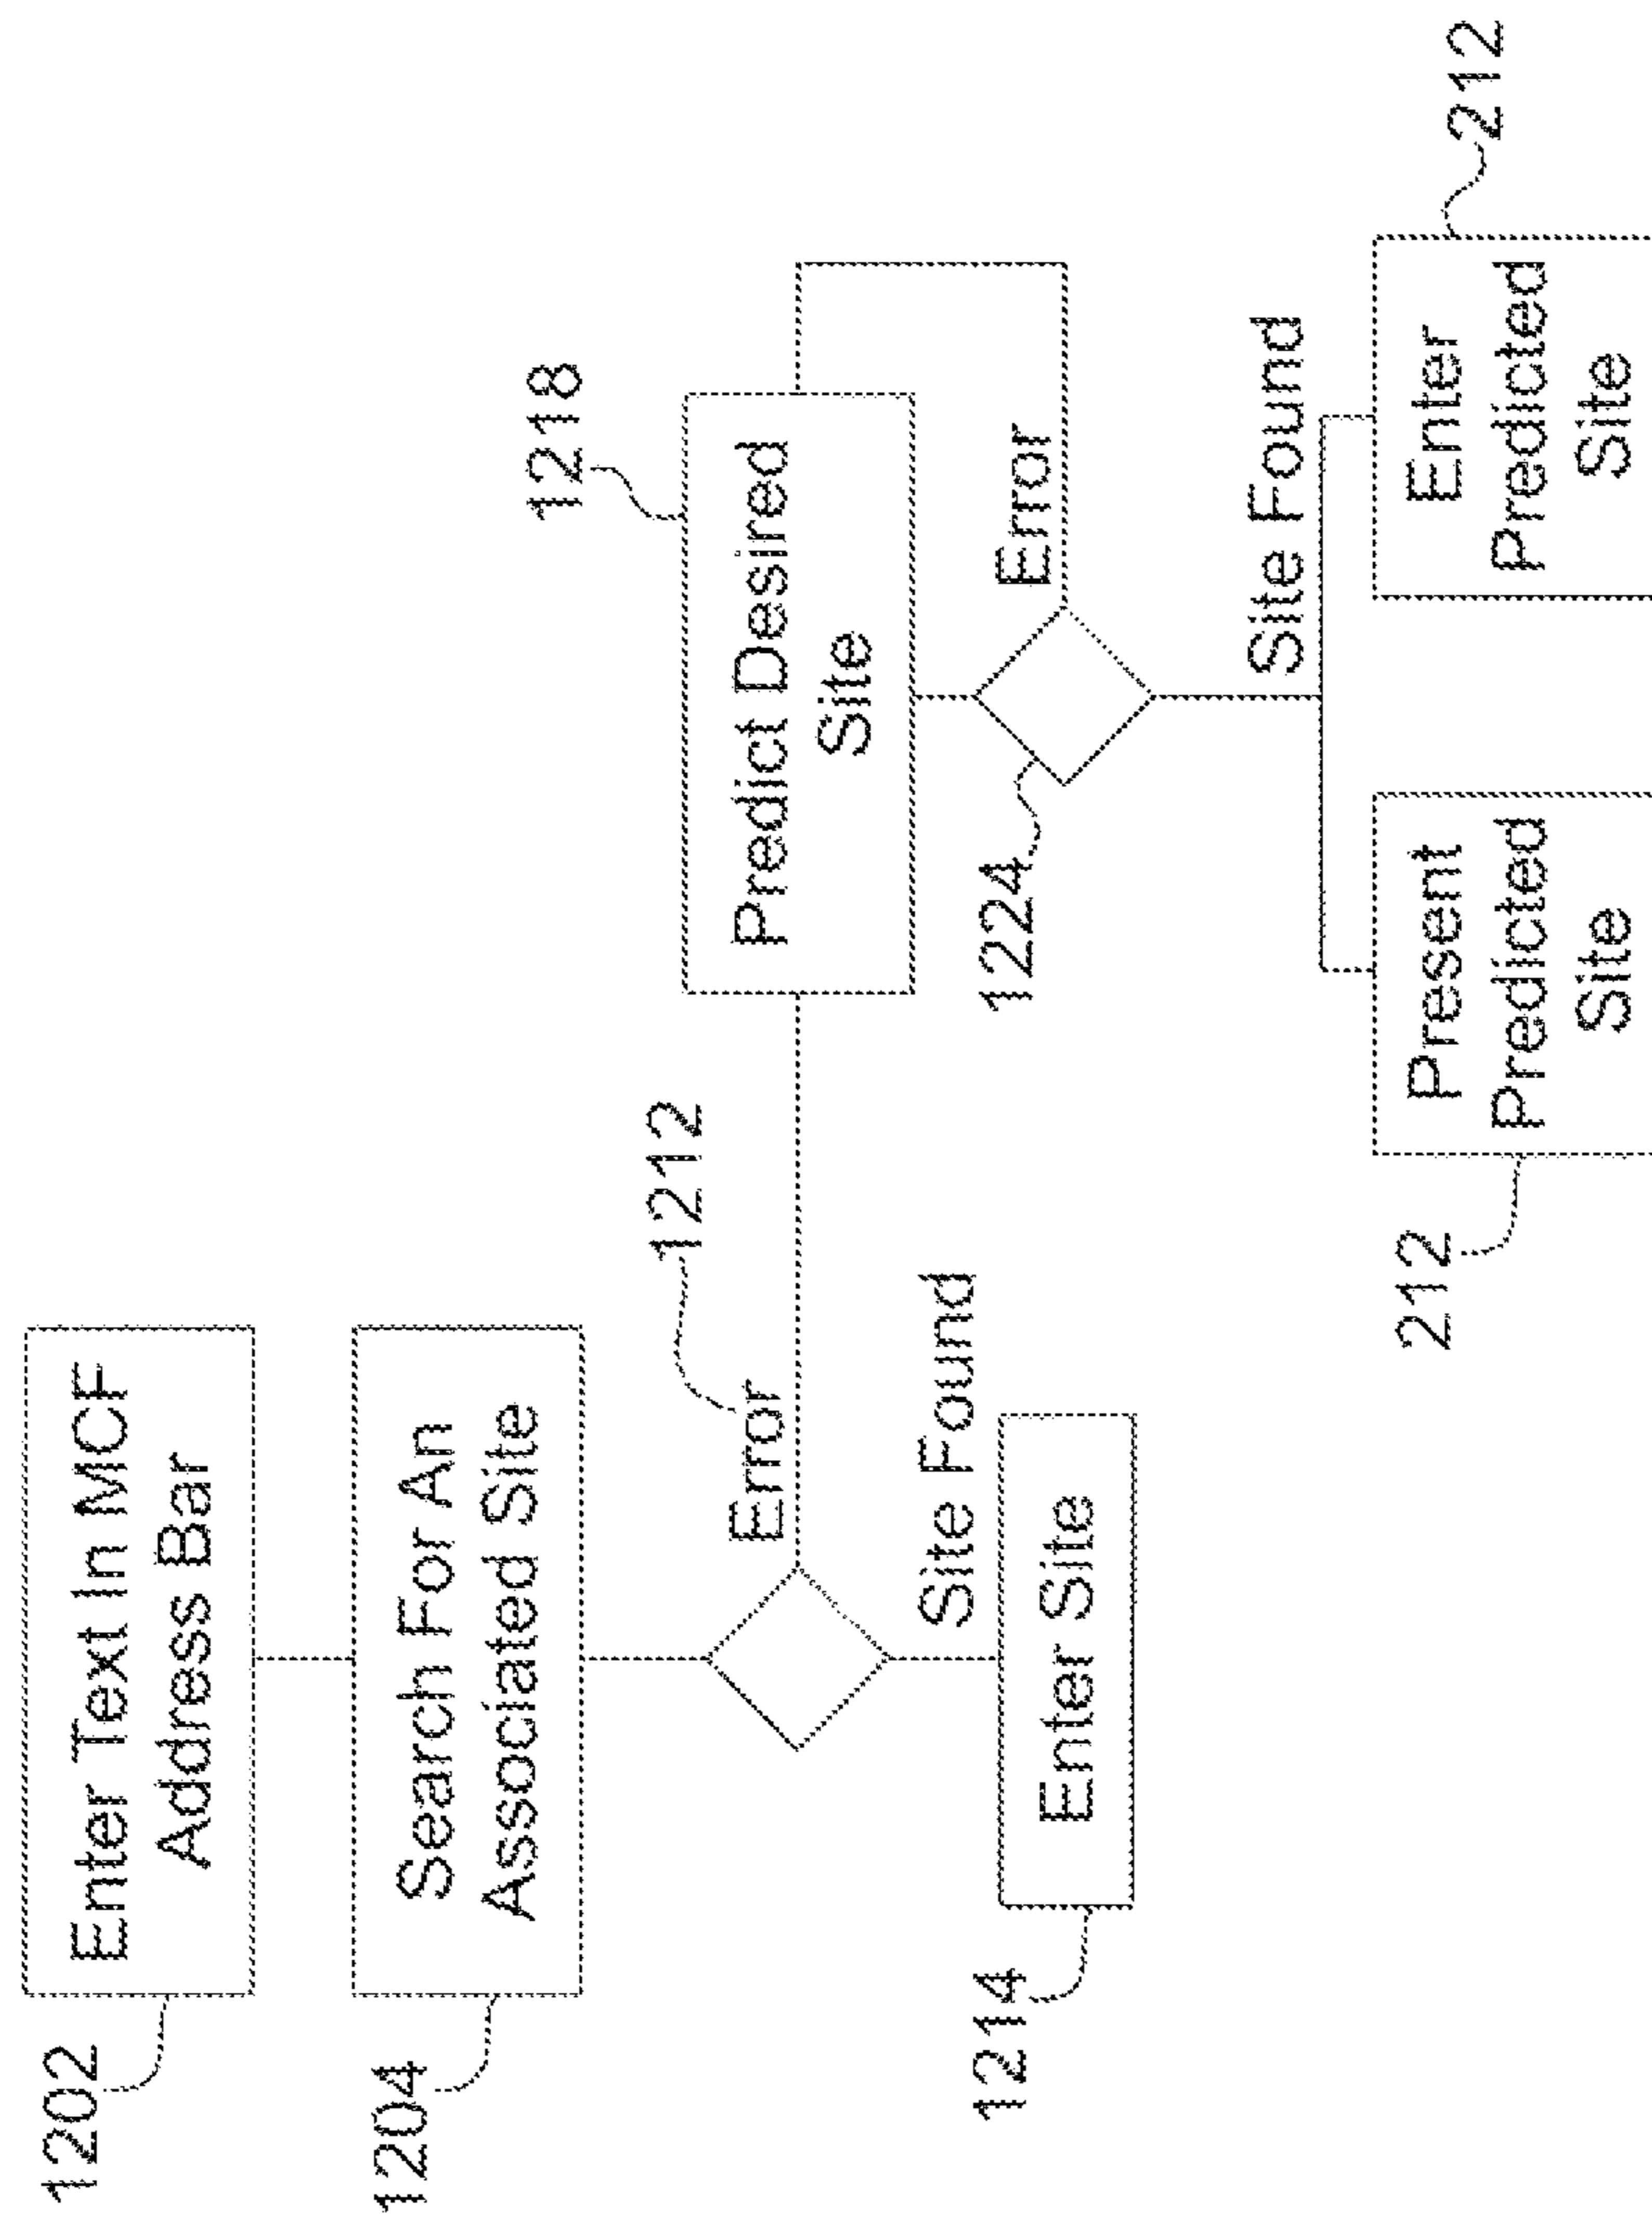 1202
Enter Text In MCF
Address Bar
1204
Search For An
Associated Site
Error
1212
Site Found
1214
Enter Site
1218
Predict Desired
Site
1224
Error
Site Found
212
Present
Predicted
Site
Enter
Predicted
Site
212